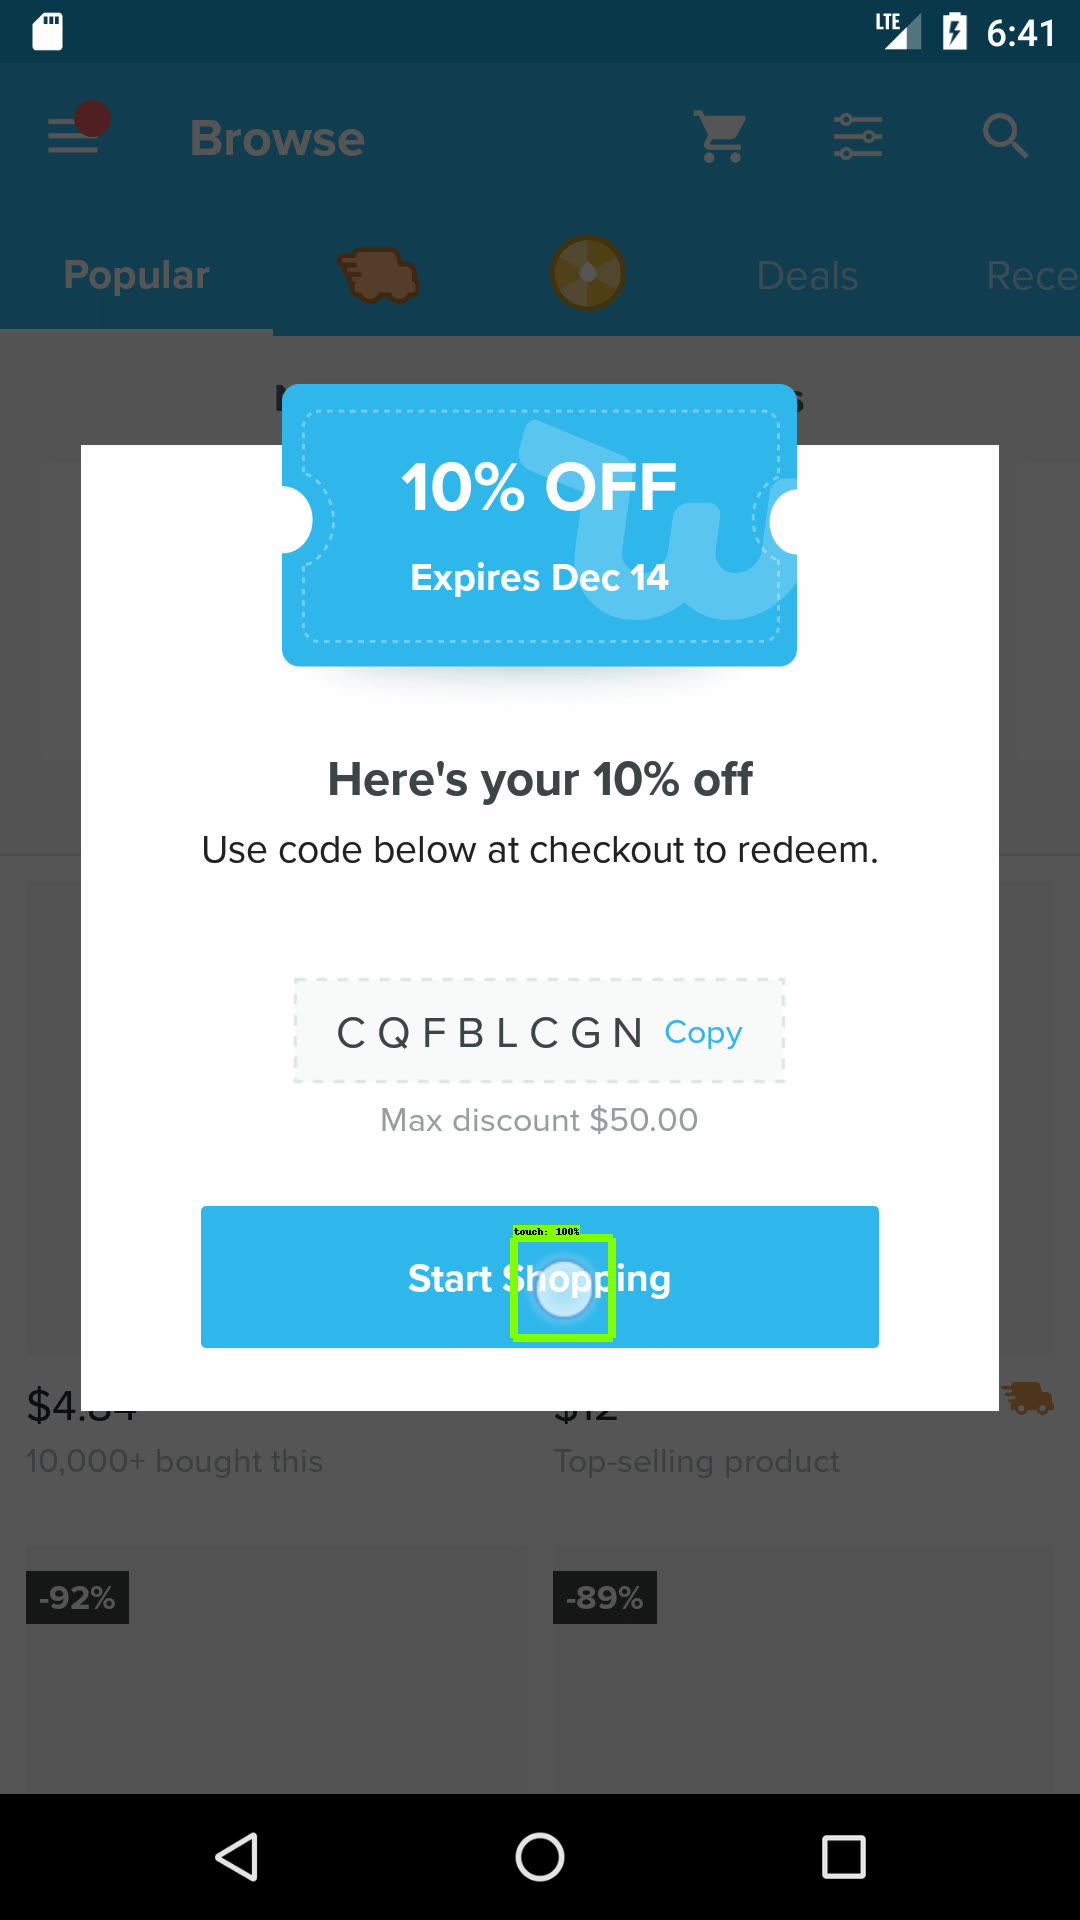 LTE 6:41
Browse
Popular Deals Rece
10% OFF
Expires Dec 14
Here's your 10% off
Use code below at checkout to redeem.
CQFBLCGN Copy
Max discount $50.00
touch: 100%
Start Shopping
$4.84 $12
10,000+ bought this Top-selling product
-92% -89%